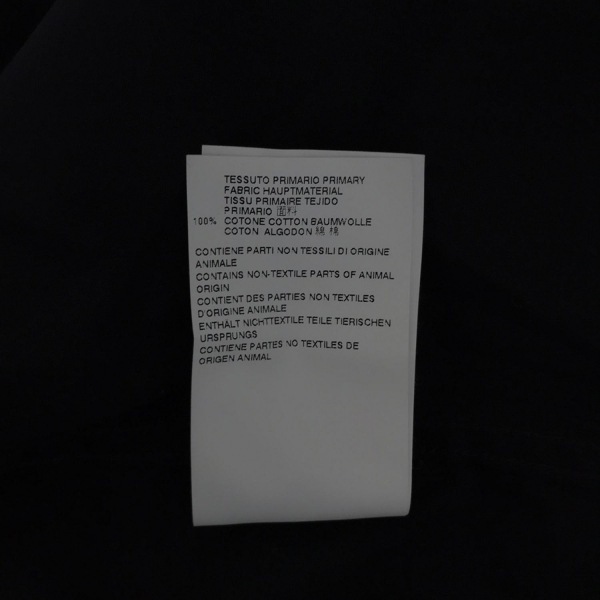 TESSUTO PRIMARIO PRIMARY
FABRIC HAUPTMATERIAL
TISSU PRIMAIRE TEJIDO
PRIMARIO 面料
100% COTONE COTTON BAUMWOLLE
COTON ALGODON 綿 棉
CONTIENE PARTI NON TESSILI DI ORIGINE
ANIMALE
CONTAINS NON-TEXTILE PARTS OF ANIMAL
ORIGIN
CONTIENT DES PARTIES NON TEXTILES
D'ORIGINE ANIMALE
ENTHÄLT NICHTTEXTILE TEILE TIERISCHEN
URSPRUNGS
CONTIENE PARTES NO TEXTILES DE
ORIGEN ANIMAL